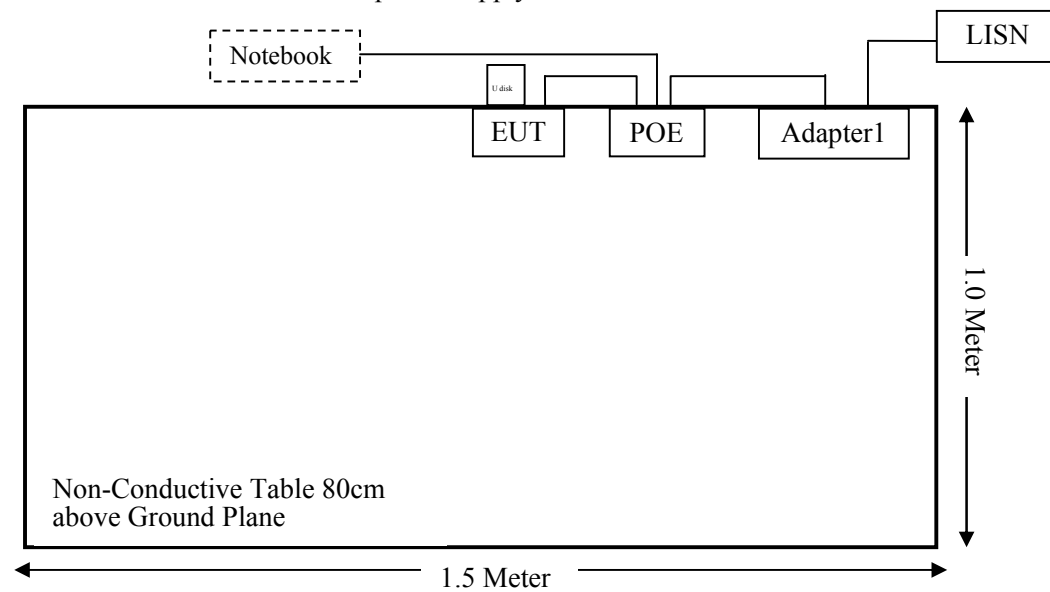 LISN
Notebook
U disk
EUT
POE
Adapter1
1.0 Meter
Non-Conductive Table 80cm
above Ground Plane
1.5 Meter